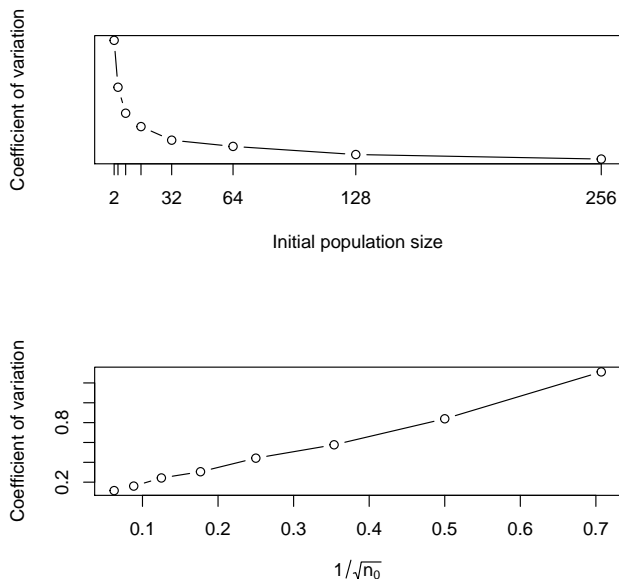 Coefficient of variation
2 32 64 128 256
Initial population size
Coefficient of variation
0.8
0.2
0.1 0.2 0.3 0.4 0.5 0.6 0.7
1/√n₀